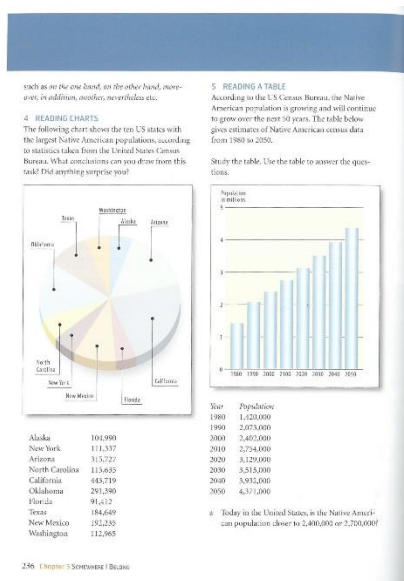 such as on the one hand, on the other hand, more-
over, in addition, another, nevertheless etc.
4 READING CHARTS
The following chart shows the ten US states with
the largest Native American populations, according
to statistics taken from the United States Census
Bureau. What conclusions can you draw from this
task? Did anything surprise you?
Washington
Texas
Alaska
Arizona
Oklahoma
North
Carolina
New York
New Mexico
Florida
California
Alaska 104,990
New York 111,337
Arizona 315,727
North Carolina 113,635
California 443,719
Oklahoma 291,390
Florida 91,412
Texas 184,649
New Mexico 192,235
Washington 112,965
236 Chapter 5 SOMEWHERE I BELONG
5 READING A TABLE
According to the US Census Bureau, the Native
American population is growing and will continue
to grow over the next 50 years. The table below
gives estimates of Native American census data
from 1980 to 2050.
Study the table. Use the table to answer the ques-
tions.
Population
in millions
5
4
3
2
1
0
1980 1990 2000 2010 2020 2030 2040 2050
Year Population
1980 1,420,000
1990 2,073,000
2000 2,402,000
2010 2,754,000
2020 3,129,000
2030 3,515,000
2040 3,932,000
2050 4,371,000
Today in the United States, is the Native Ameri-
can population closer to 2,400,000 or 2,700,000?